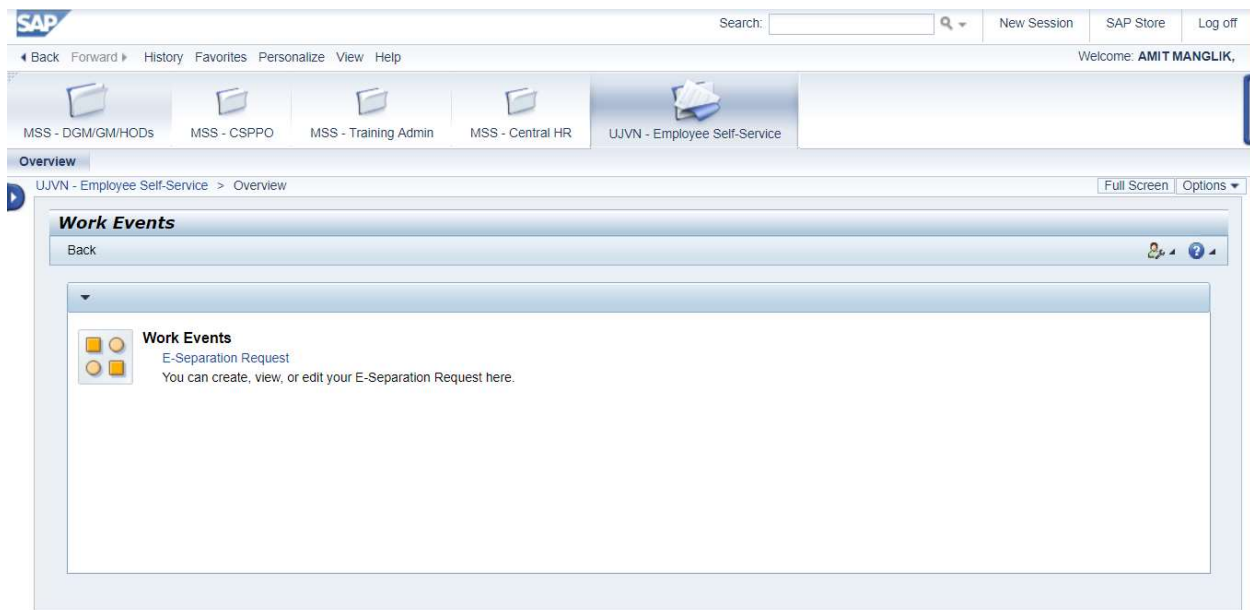 SAP
Search:
New Session SAP Store Log off
Back Forward History Favorites Personalize View Help
Welcome: AMIT MANGLIK,
MSS - DGM/GM/HODs MSS - CSPPO MSS - Training Admin MSS - Central HR UJVN - Employee Self-Service
Overview
UJVN - Employee Self-Service > Overview
Full Screen Options
Work Events
Back
Work Events
E-Separation Request
You can create, view, or edit your E-Separation Request here.